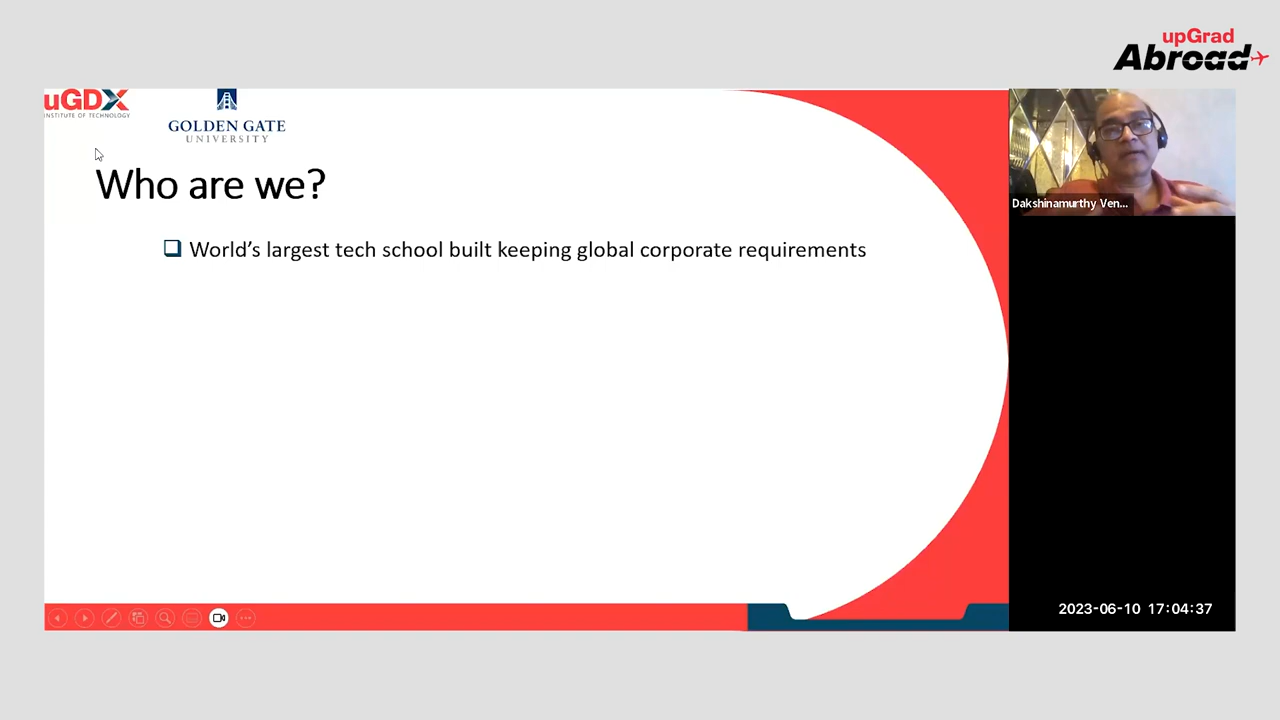 upGrad
Abroad
uGDX
INSTITUTE OF TECHNOLOGY
GOLDEN GATE
UNIVERSITY
Who are we?
World's largest tech school built keeping global corporate requirements
Dakshinamurthy Ven...
2023-06-10 17:04:37